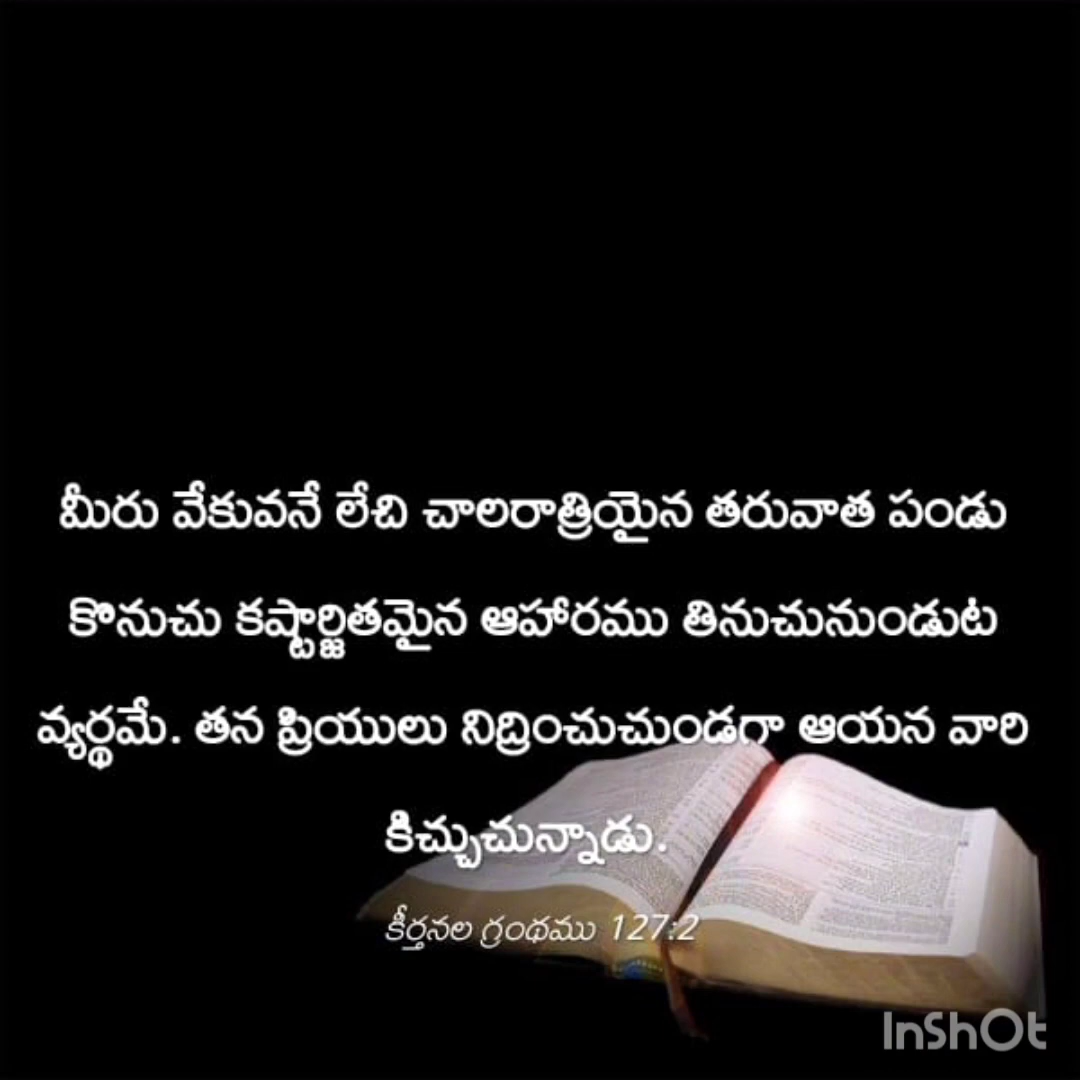 మీరు వేకువనే లేచి చాలరాత్రియైన తరువాత పండు
కొనుచు కష్టార్జితమైన ఆహారము తినుచునుండుట
వ్యర్థమే. తన ప్రియులు నిద్రించుచుండగా ఆయన వారి
కిచ్చుచున్నాడు.
కీర్తనల గ్రంథము 127:2
InShOt